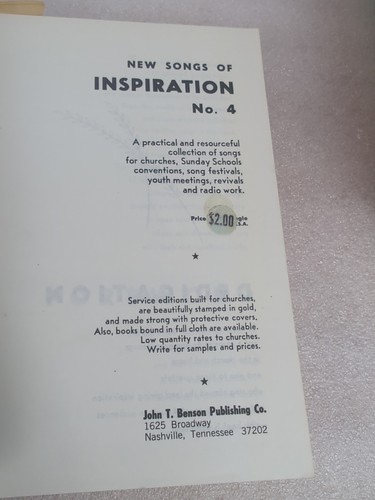 NEW SONGS OF
INSPIRATION
No. 4
A practical and resourceful
collection of songs
for churches, Sunday Schools
conventions, song festivals,
youth meetings, revivals
and radio work.
Price $2.00
S.A.
★
Service editions built for churches,
are beautifully stamped in gold,
and made strong with protective covers.
Also, books bound in full cloth are available.
Low quantity rates to churches.
Write for samples and prices.
★
John T. Benson Publishing Co.
1625 Broadway
Nashville, Tennessee 37202